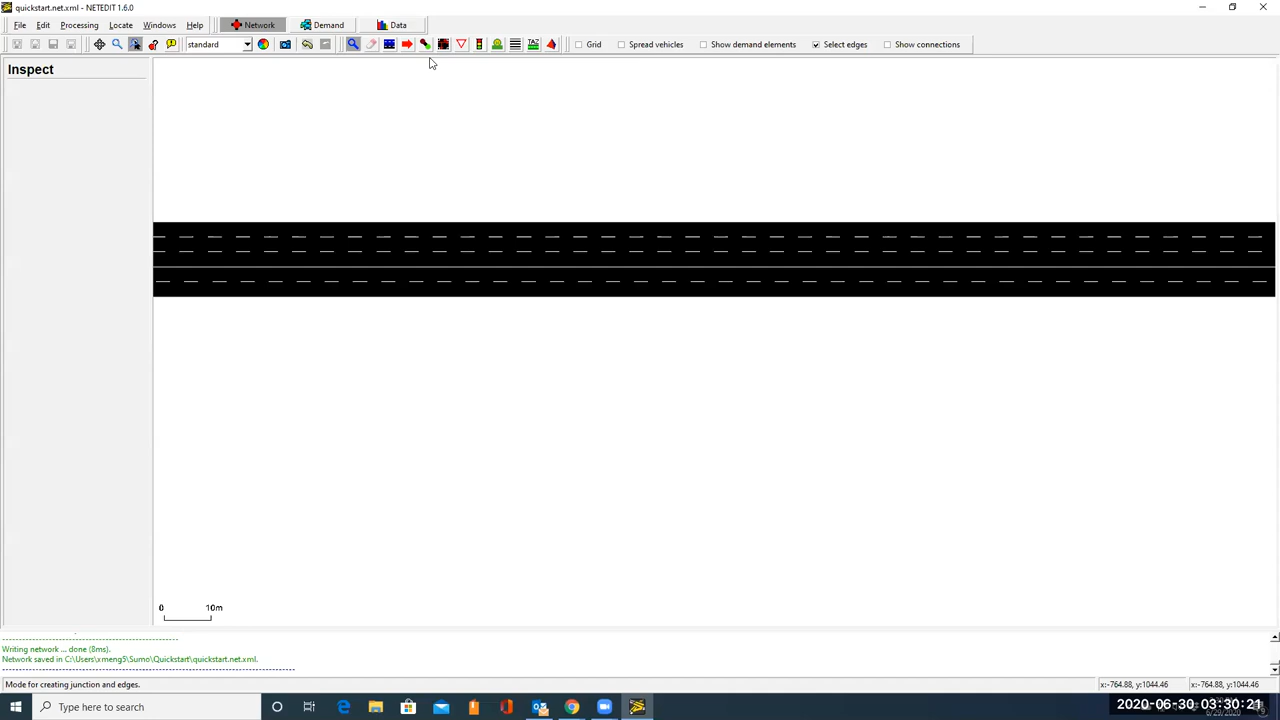 quickstart.net.xml - NETEDIT 1.6.0
File Edit Processing Locate Windows Help Network Demand Data
standard Grid Spread vehicles Show demand elements Select edges Show connections
TAZ
Inspect
0 10m
Writing network ... done (8ms).
Network saved in C:\Users\xmeng5\Sumo\Quickstart\quickstart.net.xml.
Mode for creating junction and edges. x:-764.88, y:1044.46 x:-764.88, y:1044.46
Type here to search 2020-06-30 03:30:21